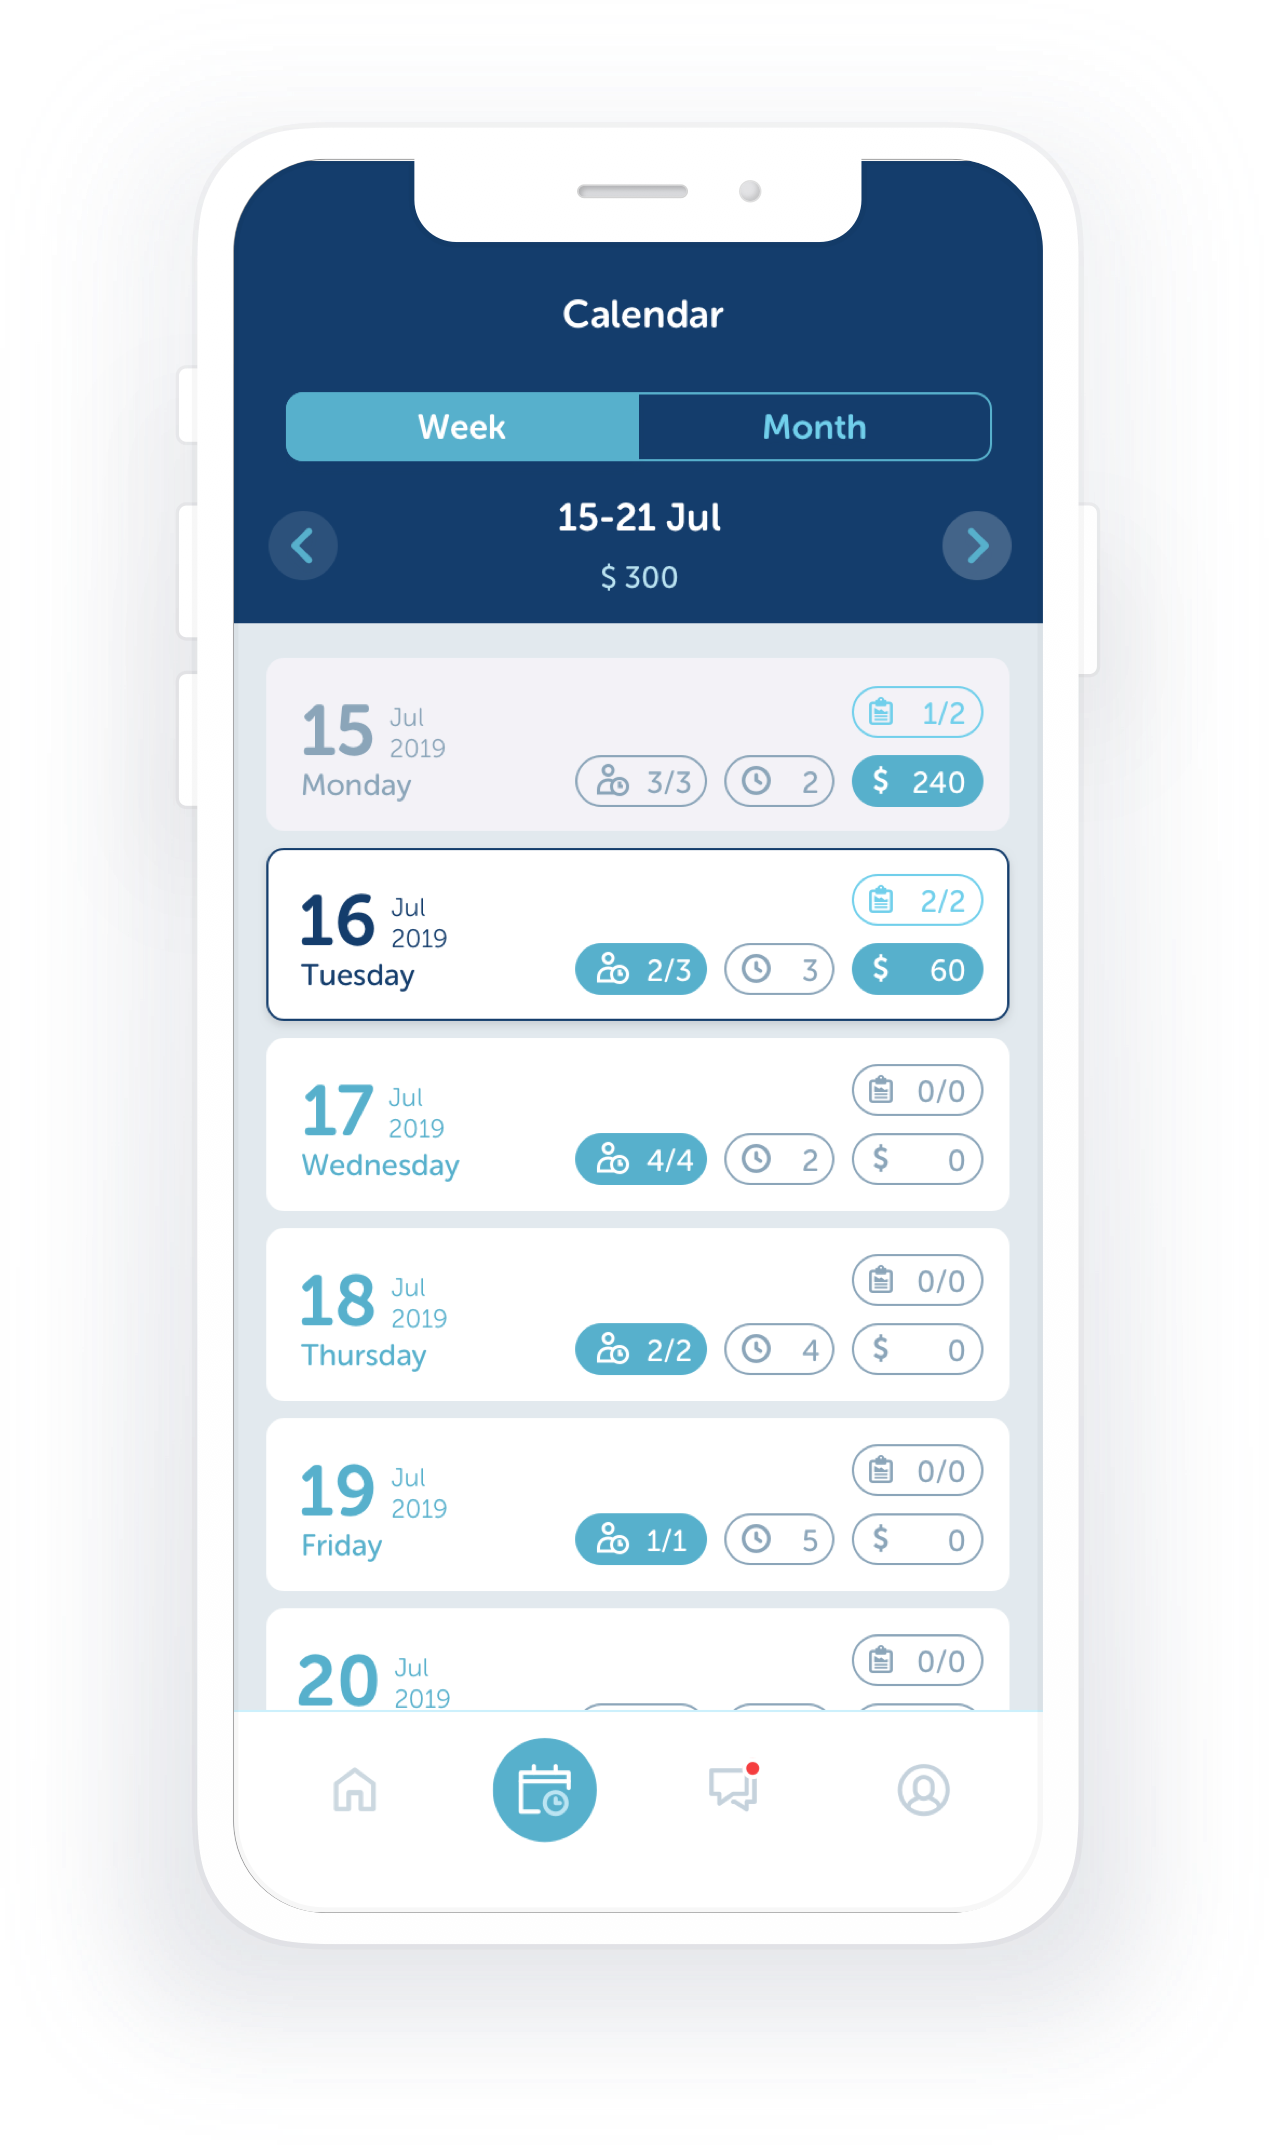 Calendar
Week Month
15-21 Jul
$ 300
15 Jul 2019
Monday
1/2
3/3 2 $ 240
16 Jul 2019
Tuesday
2/2
2/3 3 $ 60
17 Jul 2019
Wednesday
0/0
4/4 2 $ 0
18 Jul 2019
Thursday
0/0
2/2 4 $ 0
19 Jul 2019
Friday
0/0
1/1 5 $ 0
20 Jul 2019
0/0